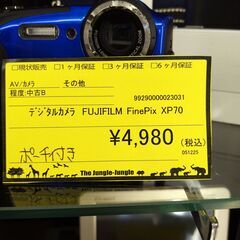 □現状販売 □1ヶ月保証 □3ヶ月保証 □6ヶ月保証
AV/カメラ その他
程度:中古B 99290000023031
デジタルカメラ FUJIFILM FinePix XP70
¥4,980 (税込)
051225
ポーチ付き
The Jungle-Jungle